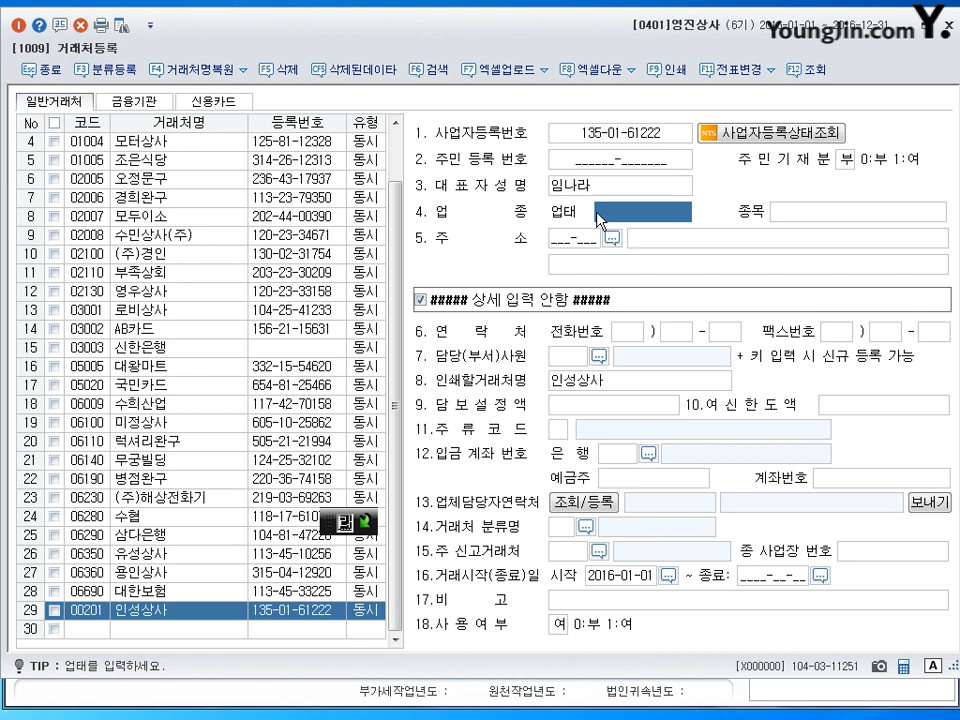 [0401]영진상사 (6기) 2016-01-01 ~ 2016-12-31
YoungJin.com Y.
[1009] 거래처등록
Esc 종료 F3 분류등록 F4 거래처명복원 F5 삭제 CF5 삭제된데이타 F6 검색 F7 엑셀업로드 F8 엑셀다운 F9 인쇄 F11 전표변경 F12 조회
일반거래처 금융기관 신용카드
No 코드 거래처명 등록번호 유형
4 01004 모터상사 125-81-12328 동시
5 01005 조은식당 314-26-12313 동시
6 02005 오정문구 236-43-17937 동시
7 02006 경희완구 113-23-79350 동시
8 02007 모두이소 202-44-00390 동시
9 02008 수민상사(주) 120-23-34671 동시
10 02100 (주)경인 130-02-31754 동시
11 02110 부족상회 203-23-30209 동시
12 02130 영우상사 120-23-33158 동시
13 03001 로비상사 104-25-41233 동시
14 03002 AB카드 156-21-15631 동시
15 03003 신한은행 동시
16 05005 대왕마트 332-15-54620 동시
17 05020 국민카드 654-81-25466 동시
18 06009 수희산업 117-42-70158 동시
19 06100 미정상사 605-10-25862 동시
20 06110 럭셔리완구 505-21-21994 동시
21 06140 무궁빌딩 124-25-32102 동시
22 06190 병점완구 220-36-74158 동시
23 06230 (주)해상전화기 219-03-69263 동시
24 06280 수협 118-17-610 동시
25 06290 삼다은행 104-81-4722 동시
26 06350 유성상사 113-45-10256 동시
27 06360 용인상사 315-04-12920 동시
28 06690 대한보험 113-45-33225 동시
29 00201 인성상사 135-01-61222 동시
30
랜
1. 사업자등록번호 135-01-61222 NTS 사업자등록상태조회
2. 주민 등록 번호 ______-_______ 주 민 기 재 분 부 0:부 1:여
3. 대 표 자 성 명 임나라
4. 업 종 업태 종목
5. 주 소 ___-___
##### 상세 입력 안함 #####
6. 연 락 처 전화번호 ) - 팩스번호 ) -
7. 담당(부서)사원 + 키 입력 시 신규 등록 가능
8. 인쇄할거래처명 인성상사
9. 담 보 설 정 액 10.여 신 한 도 액
11.주 류 코 드
12.입금 계좌 번호 은 행
예금주 계좌번호
13.업체담당자연락처 조회/등록 보내기
14.거래처 분류명
15.주 신고거래처 종 사업장 번호
16.거래시작(종료)일 시작 2016-01-01 ~ 종료: ____-__-__
17.비 고
18.사 용 여 부 여 0:부 1:여
TIP : 업태를 입력하세요. [X000000] 104-03-11251 A
부가세작업년도 : 원천작업년도 : 법인귀속년도 :